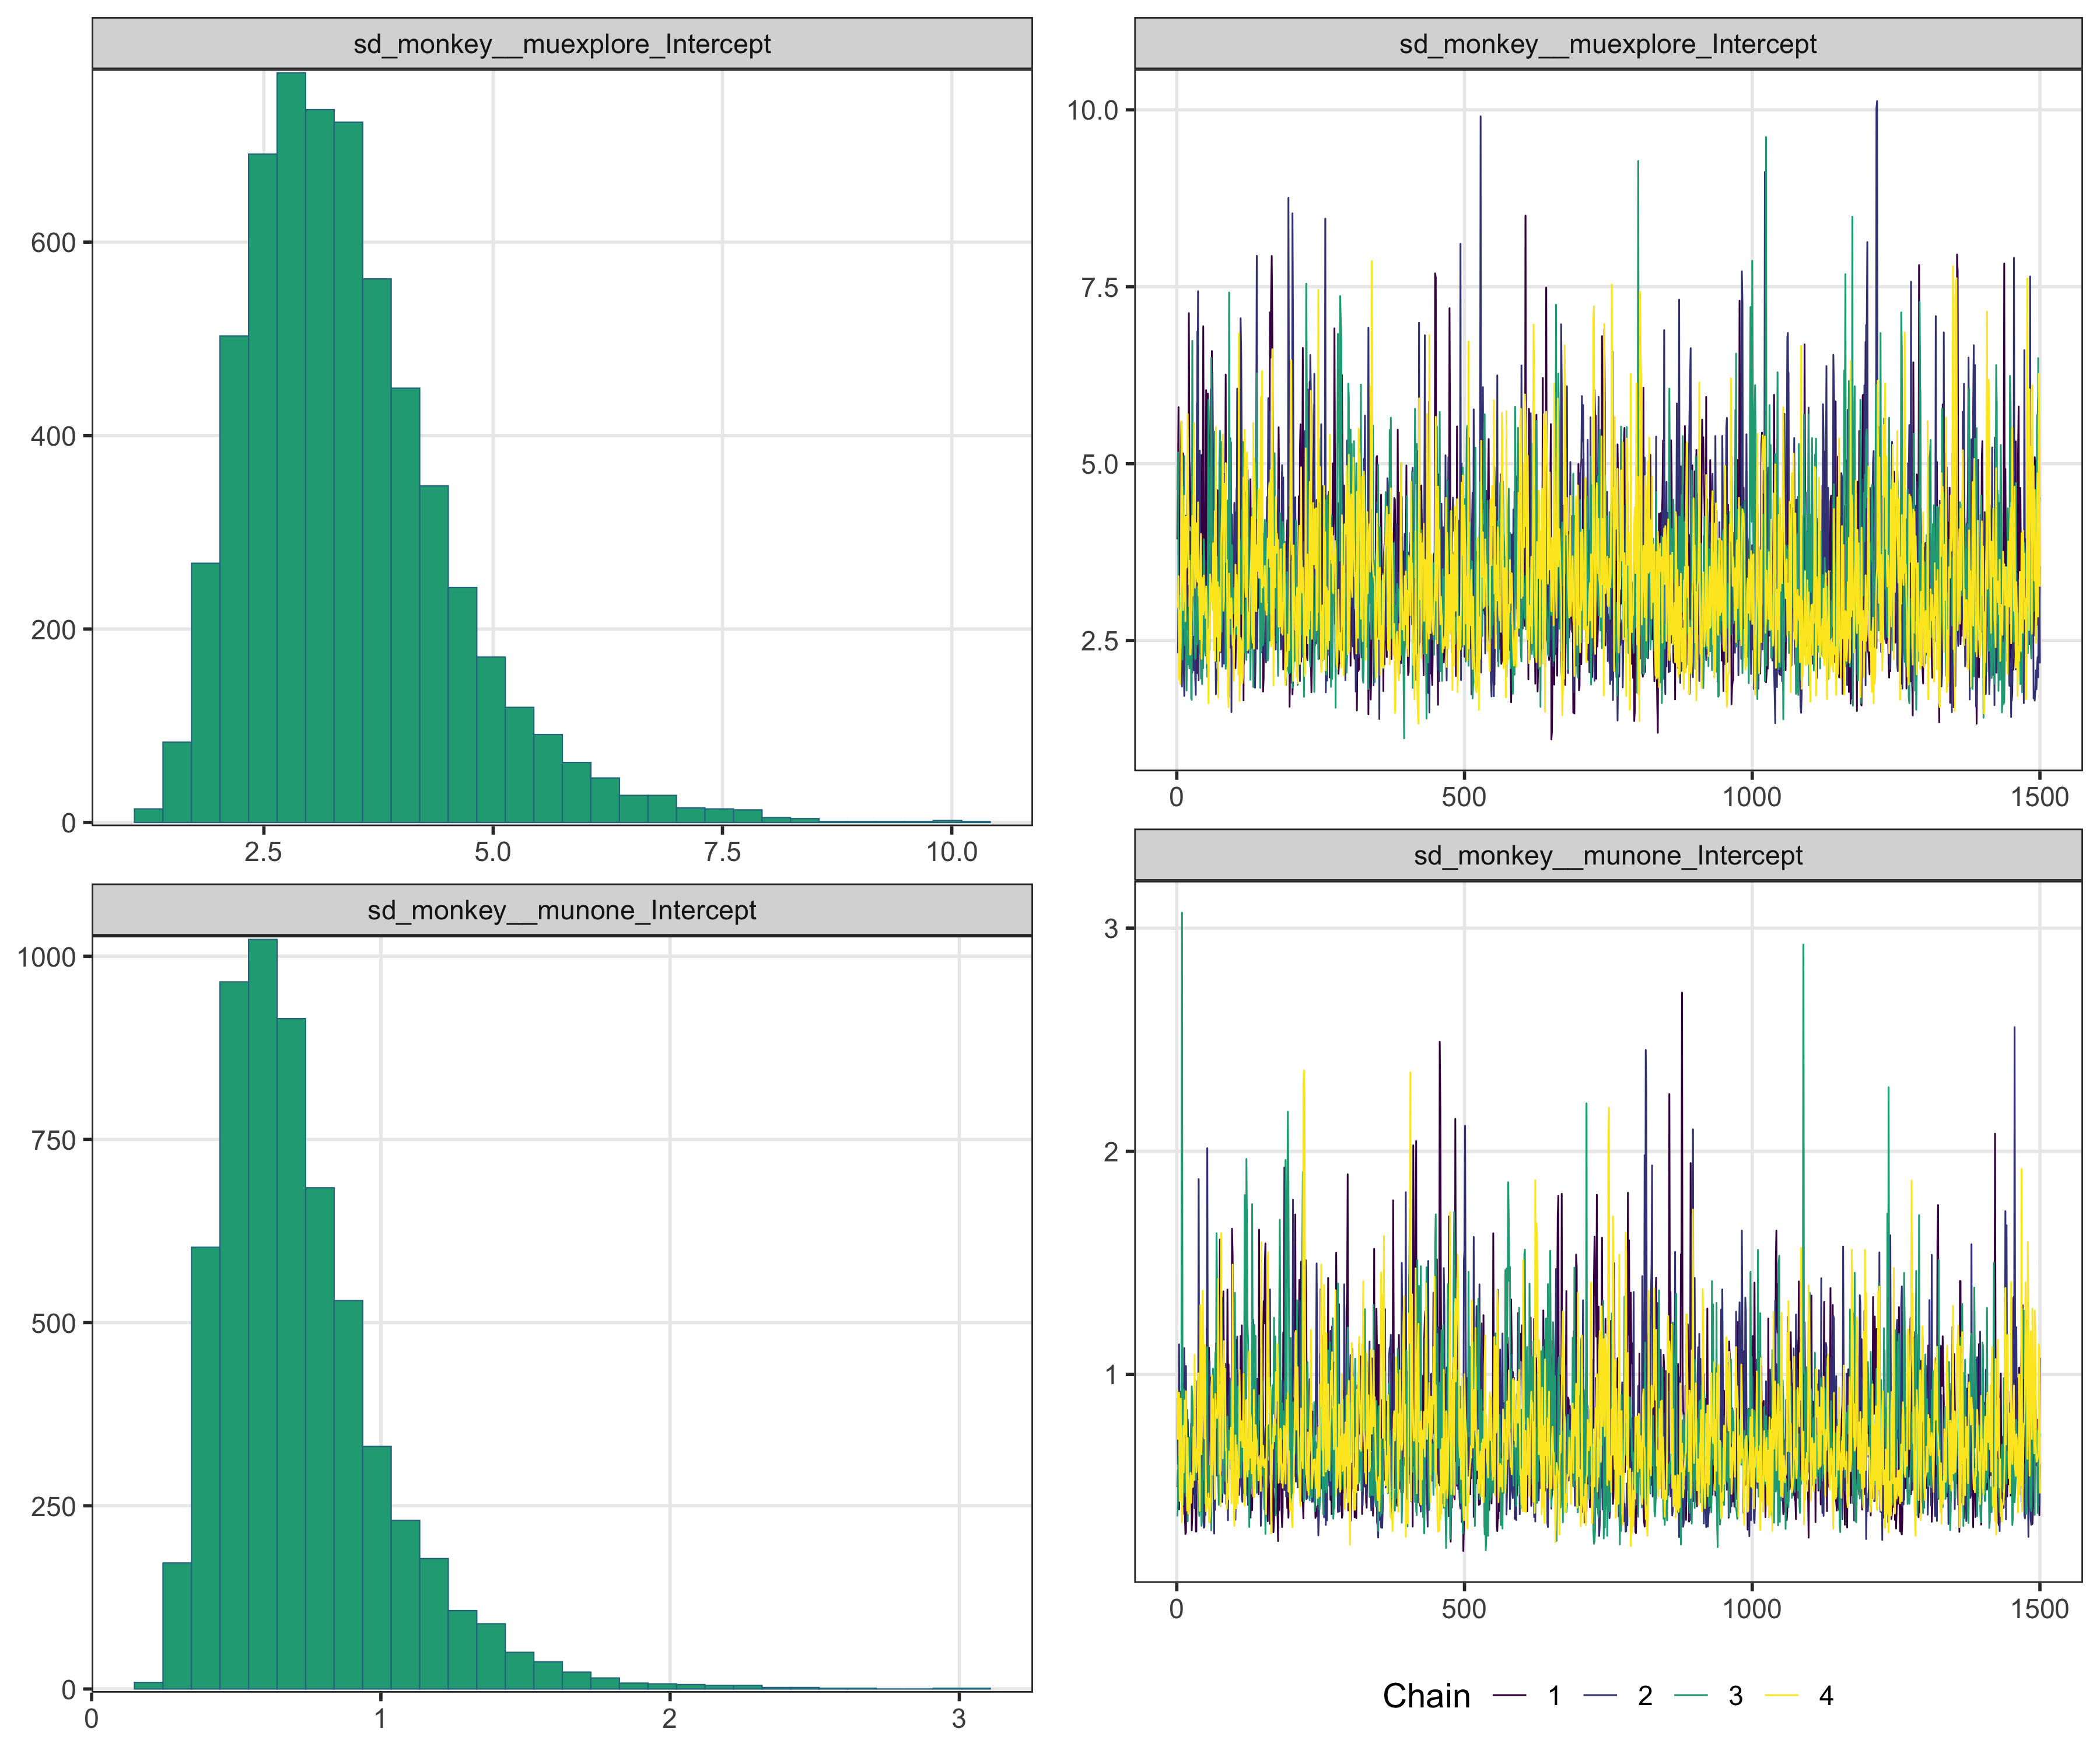 sd_monkey__muexplore_Intercept
600
400
200
0
2.5 5.0 7.5 10.0
sd_monkey__munone_Intercept
1000
750
500
250
0
0 1 2 3
sd_monkey__muexplore_Intercept
10.0
7.5
5.0
2.5
0 500 1000 1500
sd_monkey__munone_Intercept
3
2
1
0 500 1000 1500
Chain 1 2 3 4